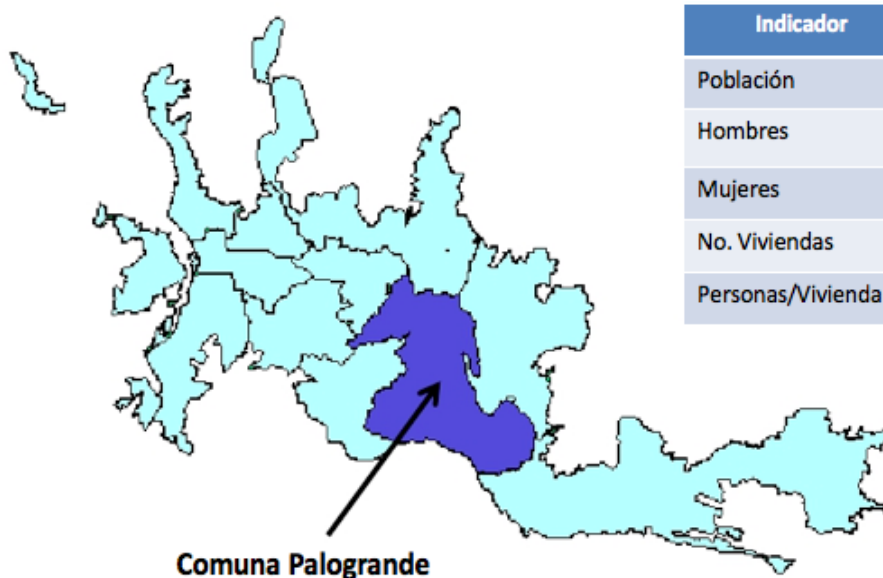 Indicador
Población
Hombres
Mujeres
No. Viviendas
Personas/Vivienda
Comuna Palogrande